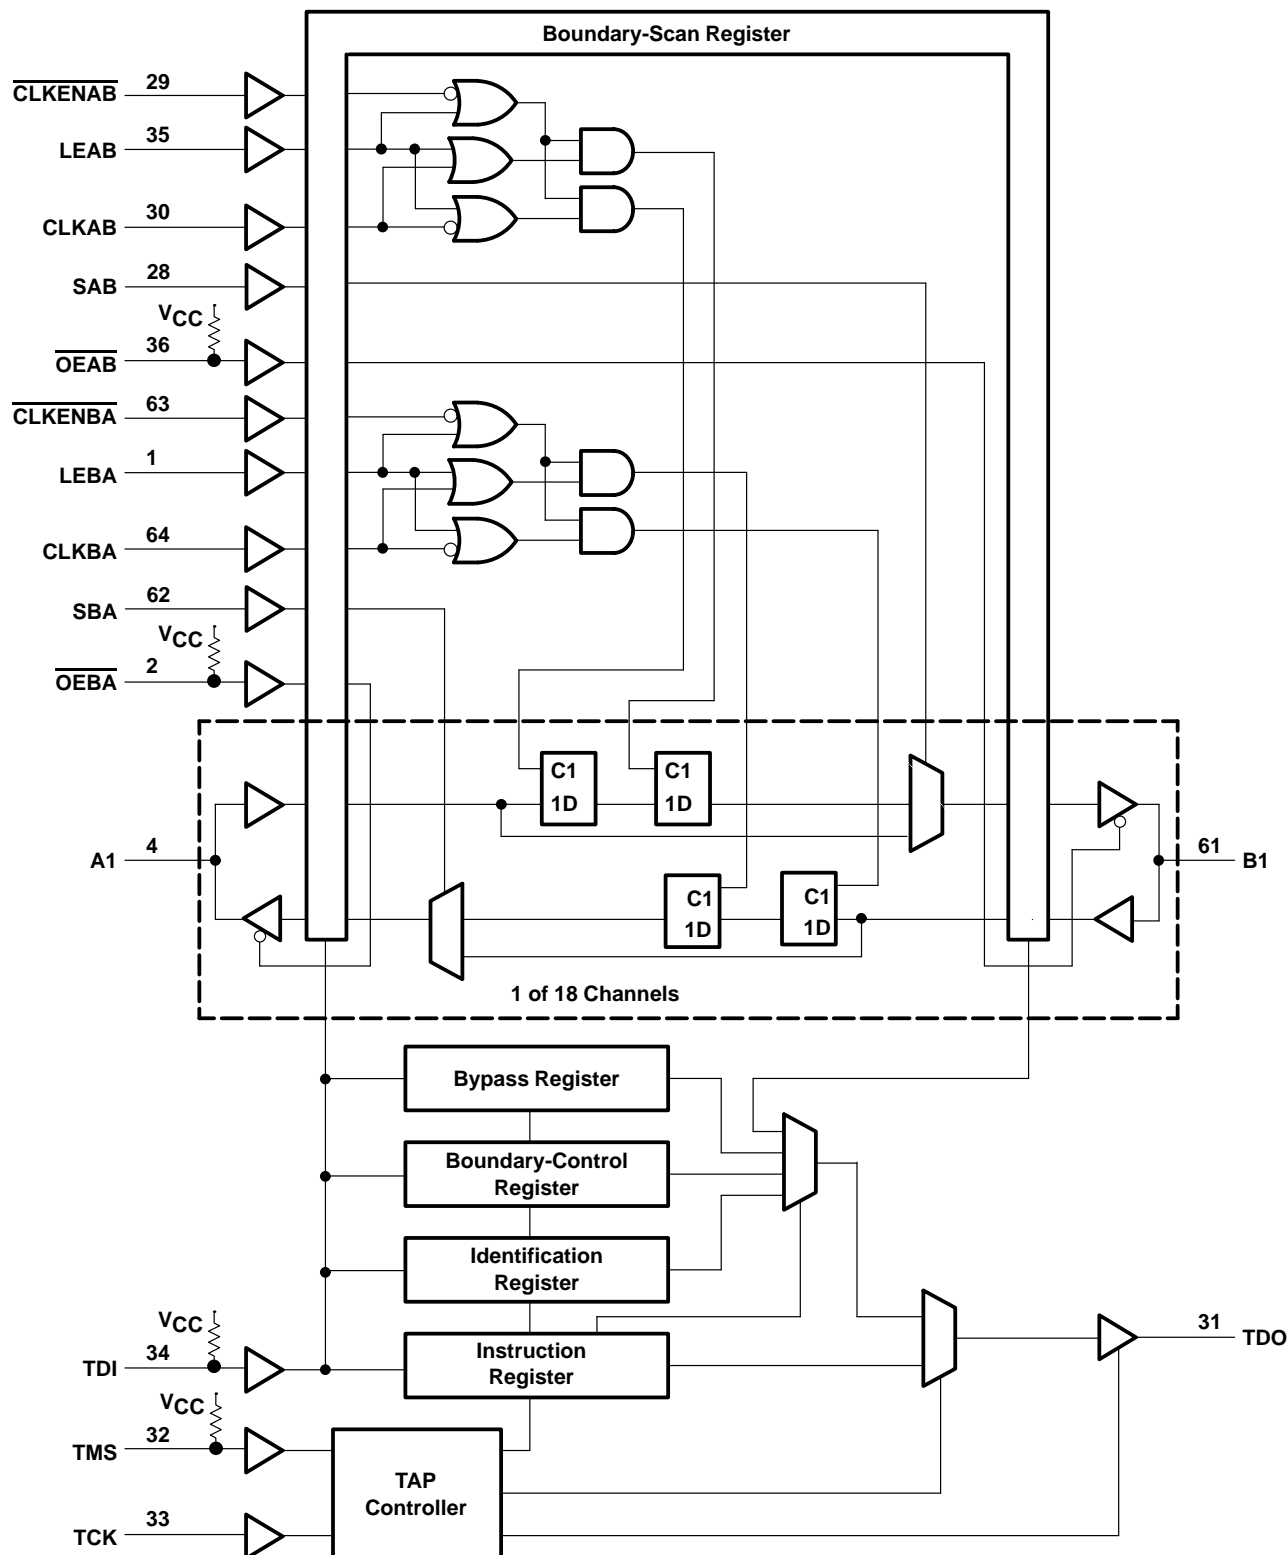 Boundary-Scan Register
CLKENAB 29
LEAB 35
CLKAB 30
SAB 28
VCC
OEAB 36
CLKENBA 63
LEBA 1
CLKBA 64
SBA 62
VCC
OEBA 2
C1 1D
C1 1D
A1 4
61 B1
C1 1D
C1 1D
1 of 18 Channels
Bypass Register
Boundary-Control
Register
Identification
Register
VCC
TDI 34
Instruction
Register
31 TDO
VCC
TMS 32
TAP
Controller
TCK 33